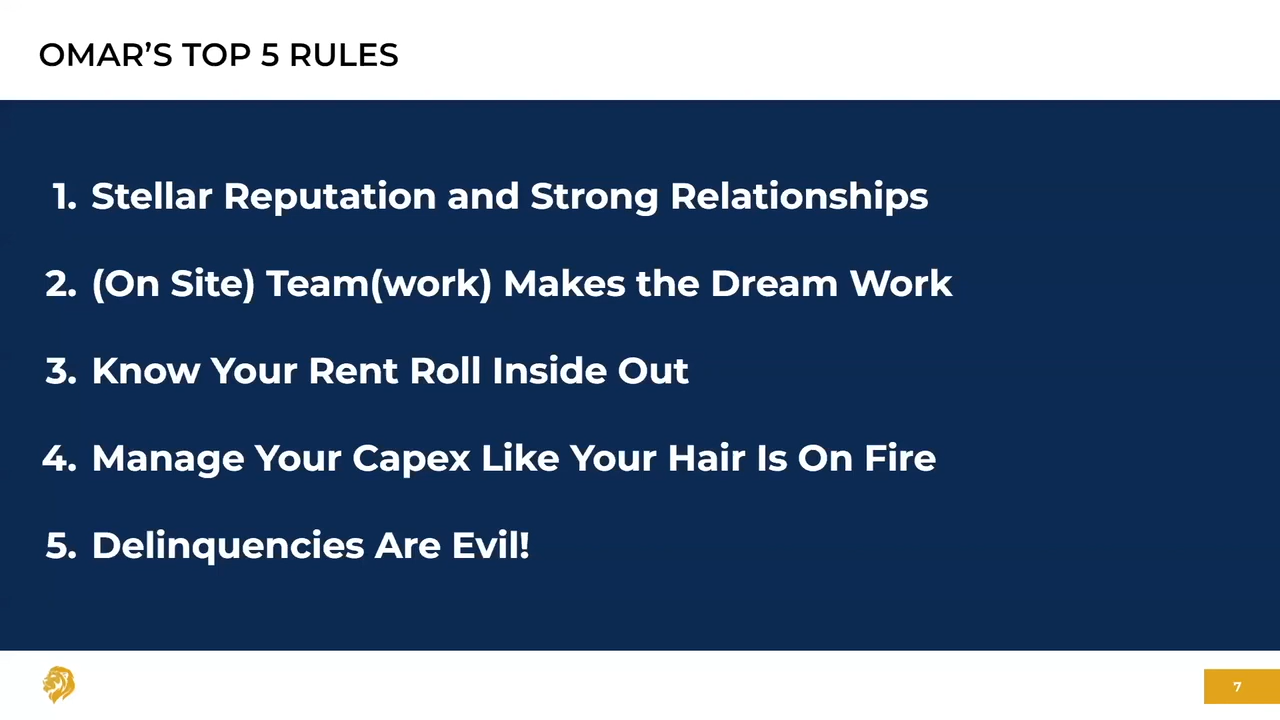 OMAR’S TOP 5 RULES
1. Stellar Reputation and Strong Relationships
2. (On Site) Team(work) Makes the Dream Work
3. Know Your Rent Roll Inside Out
4. Manage Your Capex Like Your Hair Is On Fire
5. Delinquencies Are Evil!
7